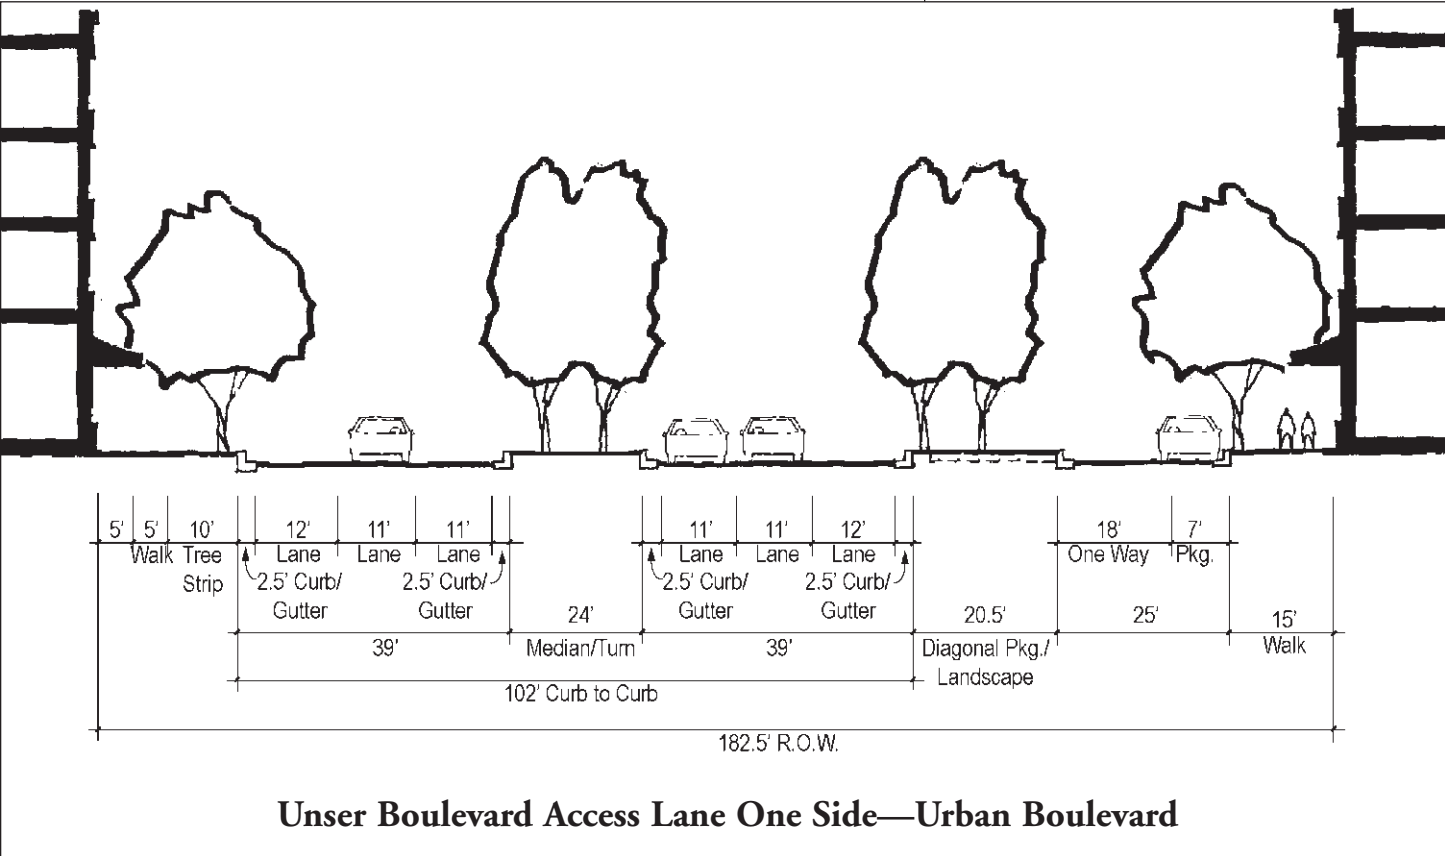 5' 5' 10' 12' 11' 11' 11' 11' 12' 18' 7'
Walk Tree Lane Lane Lane Lane Lane Lane One Way Pkg.
Strip 2.5' Curb/ 2.5' Curb/ 2.5' Curb/ 2.5' Curb/
Gutter Gutter Gutter Gutter
24' 20.5' 25' 15'
39' Median/Turn 39' Diagonal Pkg./ Walk
Landscape
102' Curb to Curb
182.5' R.O.W.
Unser Boulevard Access Lane One Side—Urban Boulevard